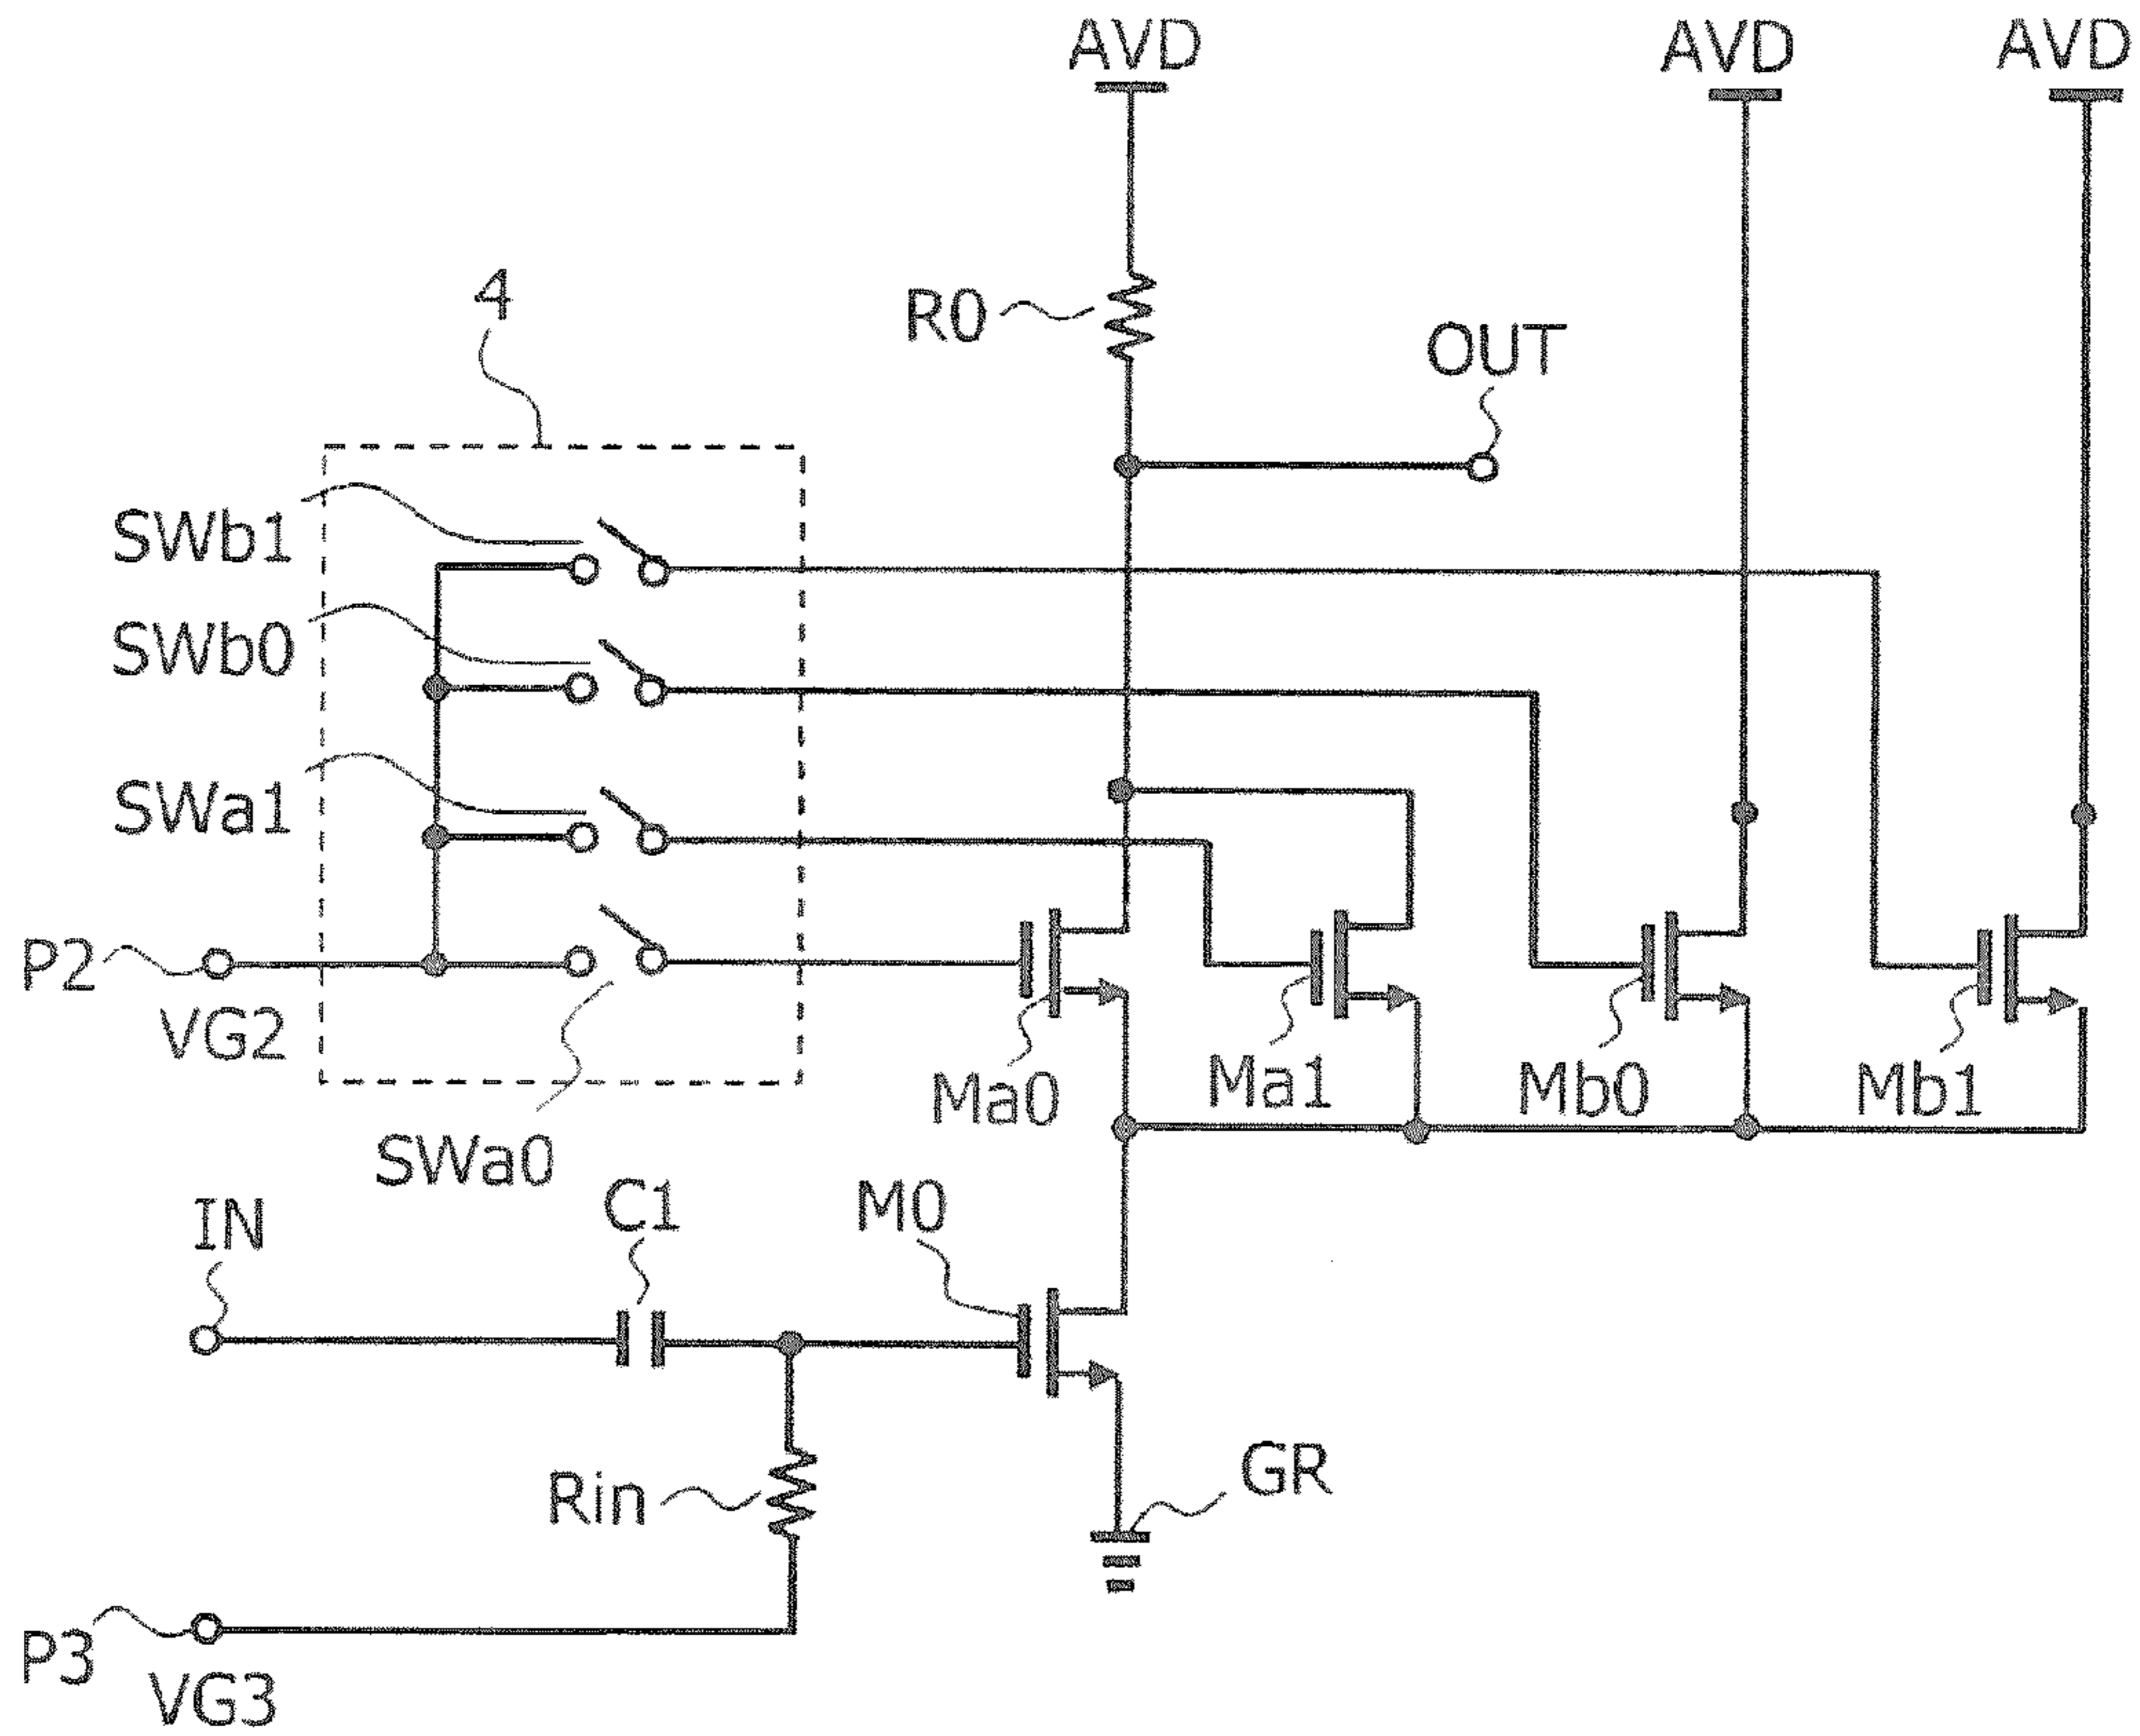 AVD
AVD
AVD
4
R0
OUT
SWb1
SWb0
SWa1
P2
VG2
Ma0
Ma1
Mb0
Mb1
SWa0
IN
C1
M0
Rin
GR
P3
VG3